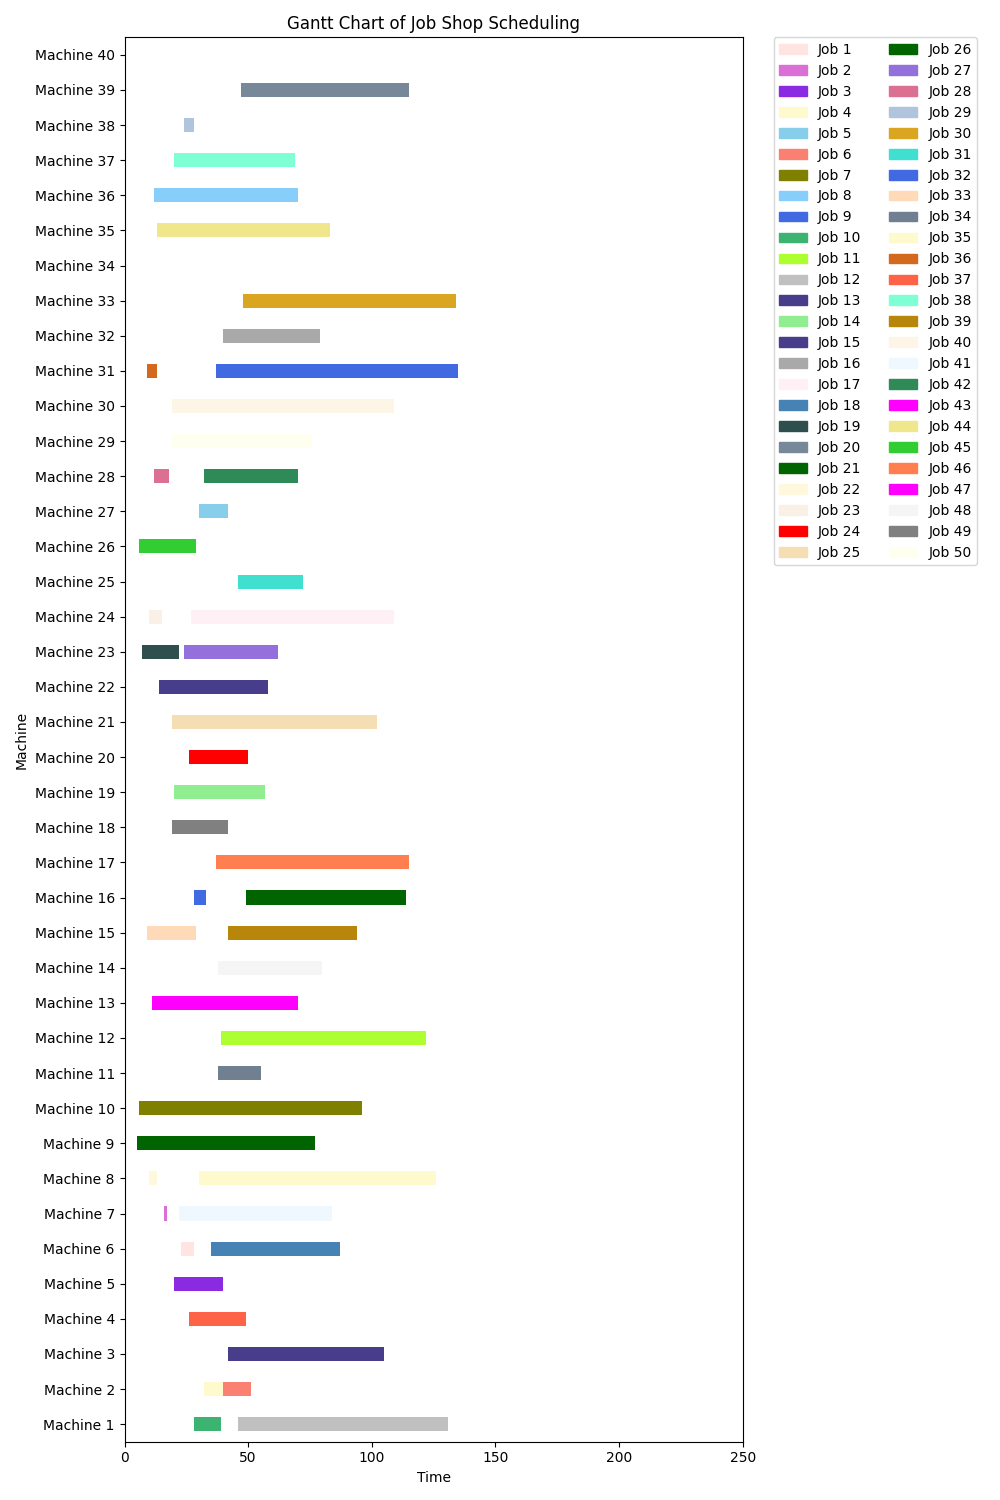 Gantt Chart of Job Shop Scheduling
Machine 40
Machine 39
Machine 38
Machine 37
Machine 36
Machine 35
Machine 34
Machine 33
Machine 32
Machine 31
Machine 30
Machine 29
Machine 28
Machine 27
Machine 26
Machine 25
Machine 24
Machine 23
Machine 22
Machine 21
Machine 20
Machine 19
Machine 18
Machine 17
Machine 16
Machine 15
Machine 14
Machine 13
Machine 12
Machine 11
Machine 10
Machine 9
Machine 8
Machine 7
Machine 6
Machine 5
Machine 4
Machine 3
Machine 2
Machine 1
Machine
0 50 100 150 200 250
Time
Job 1
Job 2
Job 3
Job 4
Job 5
Job 6
Job 7
Job 8
Job 9
Job 10
Job 11
Job 12
Job 13
Job 14
Job 15
Job 16
Job 17
Job 18
Job 19
Job 20
Job 21
Job 22
Job 23
Job 24
Job 25
Job 26
Job 27
Job 28
Job 29
Job 30
Job 31
Job 32
Job 33
Job 34
Job 35
Job 36
Job 37
Job 38
Job 39
Job 40
Job 41
Job 42
Job 43
Job 44
Job 45
Job 46
Job 47
Job 48
Job 49
Job 50